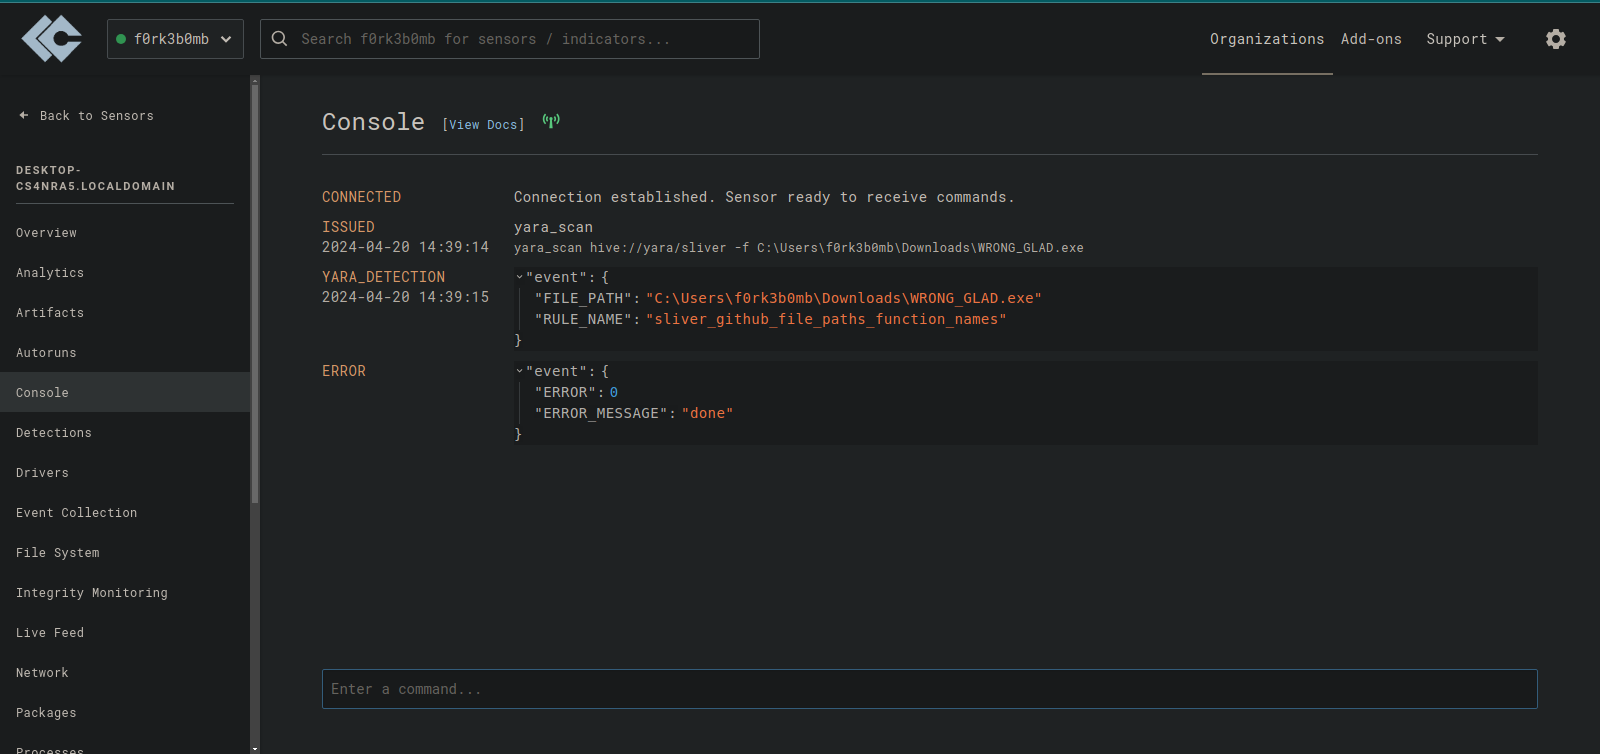 f0rk3b0mb
Search f0rk3b0mb for sensors / indicators...
Organizations
Add-ons
Support
Back to Sensors
DESKTOP-
CS4NRA5.LOCALDOMAIN
Overview
Analytics
Artifacts
Autoruns
Console
Detections
Drivers
Event Collection
File System
Integrity Monitoring
Live Feed
Network
Packages
Processes
Console [View Docs]
CONNECTED Connection established. Sensor ready to receive commands.
ISSUED yara_scan
2024-04-20 14:39:14 yara_scan hive://yara/sliver -f C:\Users\f0rk3b0mb\Downloads\WRONG_GLAD.exe
YARA_DETECTION "event": {
2024-04-20 14:39:15 "FILE_PATH": "C:\Users\f0rk3b0mb\Downloads\WRONG_GLAD.exe"
"RULE_NAME": "sliver_github_file_paths_function_names"
}
ERROR "event": {
"ERROR": 0
"ERROR_MESSAGE": "done"
}
Enter a command...